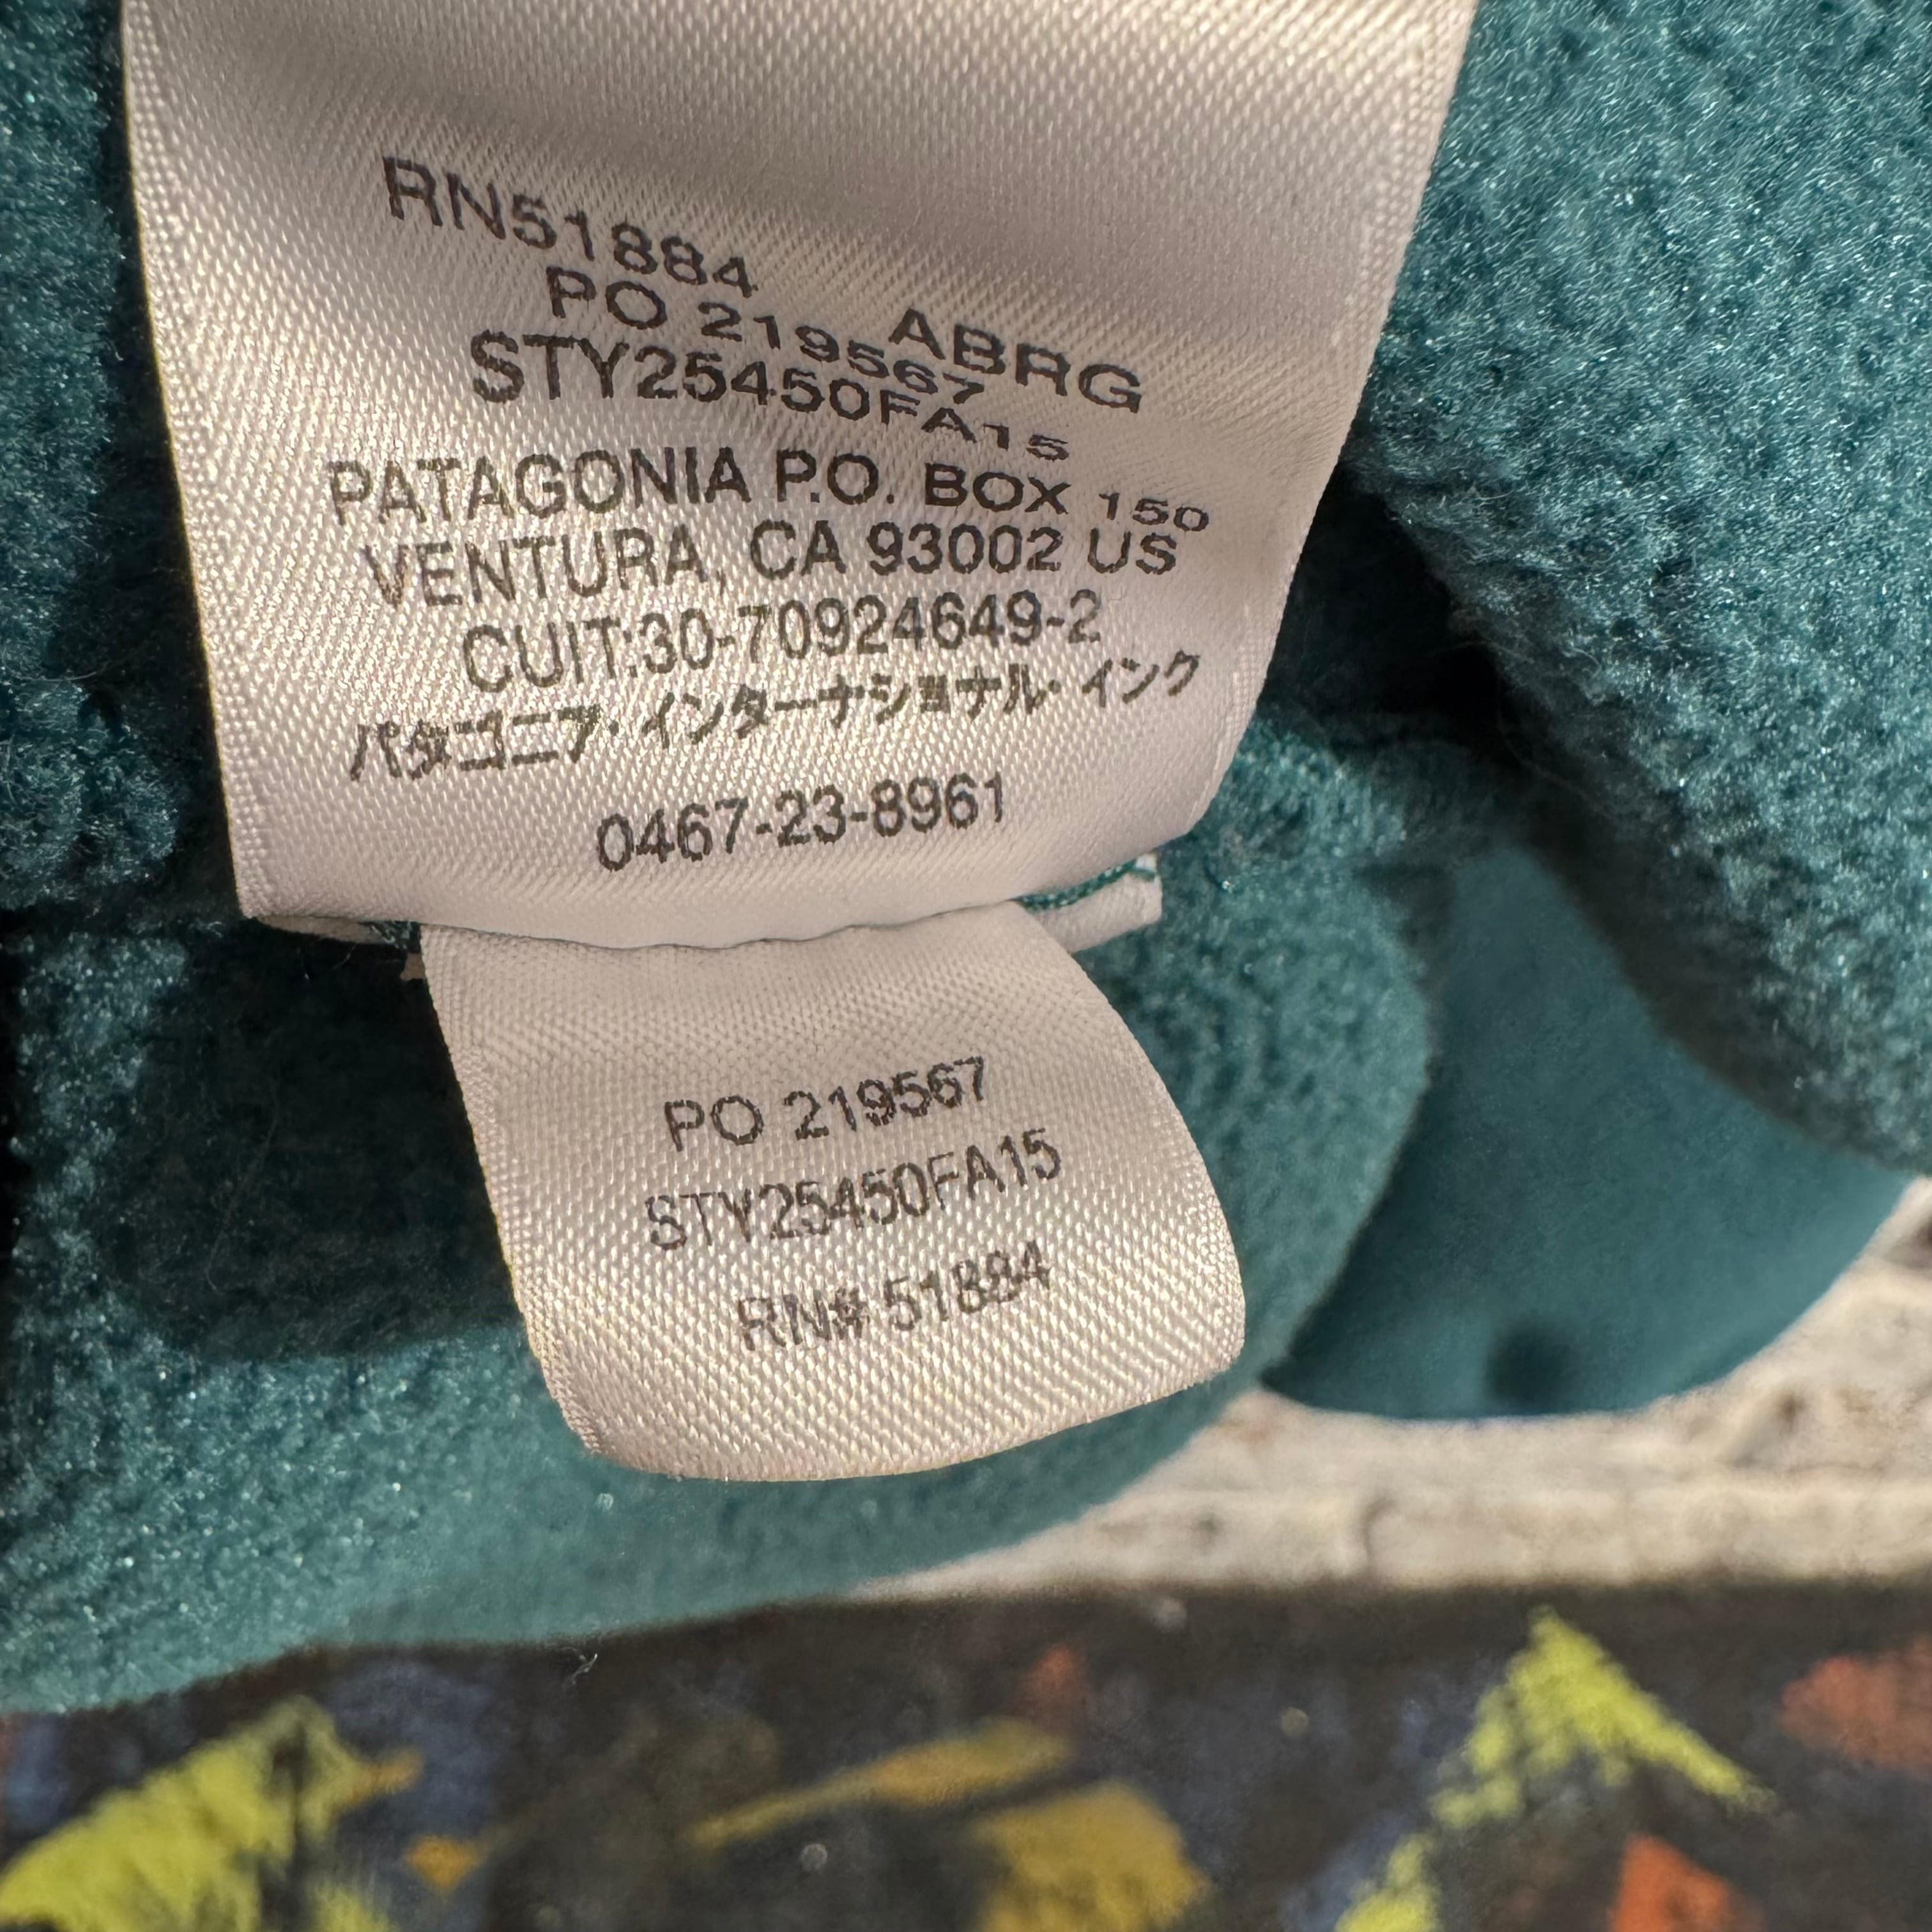 RN51884 ABRG
PO 219567
STY25450FA15
PATAGONIA P.O. BOX 150
VENTURA, CA 93002 US
CUIT:30-70924649-2
パタゴニア・インターナショナル・インク
0467-23-8961
PO 219567
STY25450FA15
RN# 51884